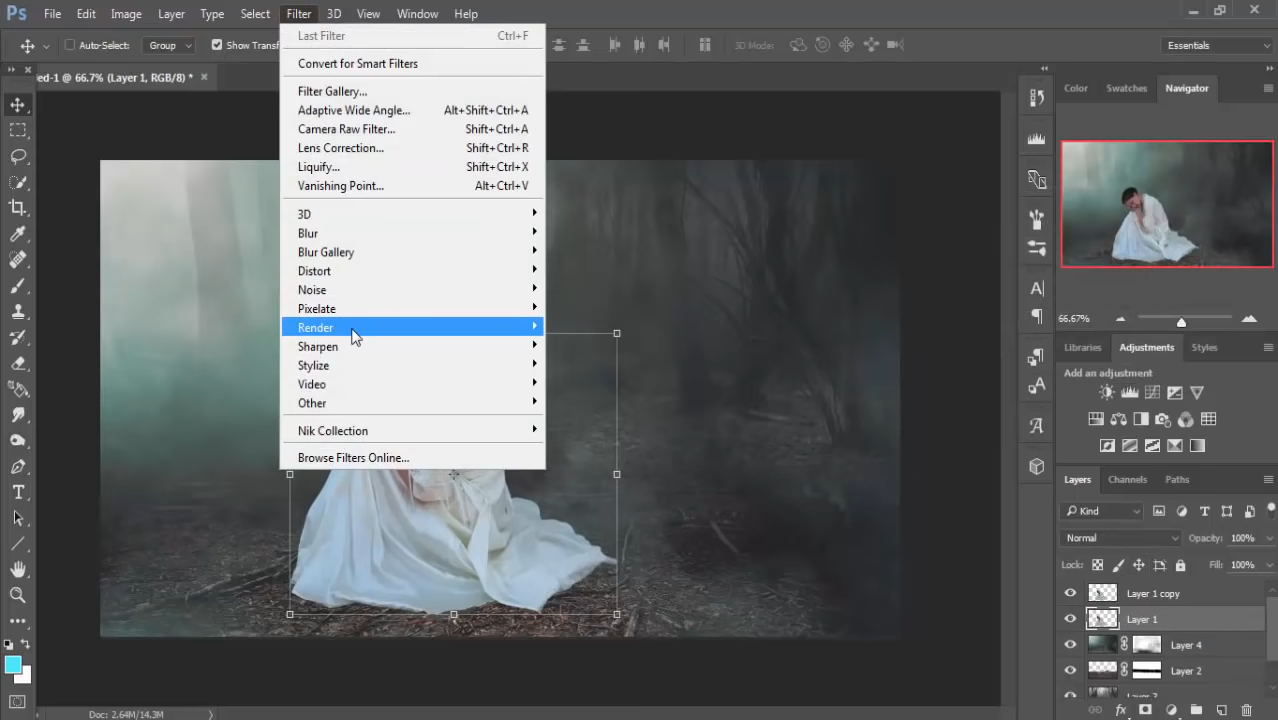 Ps File Edit Image Layer Type Select Filter 3D View Window Help
Auto-Select: Group Show Transf 3D Mode: Essentials
ed-1 @ 66.7% (Layer 1, RGB/8) * ×
Last Filter Ctrl+F
Convert for Smart Filters
Filter Gallery...
Adaptive Wide Angle... Alt+Shift+Ctrl+A
Camera Raw Filter... Shift+Ctrl+A
Lens Correction... Shift+Ctrl+R
Liquify... Shift+Ctrl+X
Vanishing Point... Alt+Ctrl+V
3D
Blur
Blur Gallery
Distort
Noise
Pixelate
Render
Sharpen
Stylize
Video
Other
Nik Collection
Browse Filters Online...
Color Swatches Navigator
66.67%
Libraries Adjustments Styles
Add an adjustment
Layers Channels Paths
Kind
Normal Opacity: 100%
Lock: Fill: 100%
Layer 1 copy
Layer 1
Layer 4
Layer 2
Doc: 2.64M/14.3M